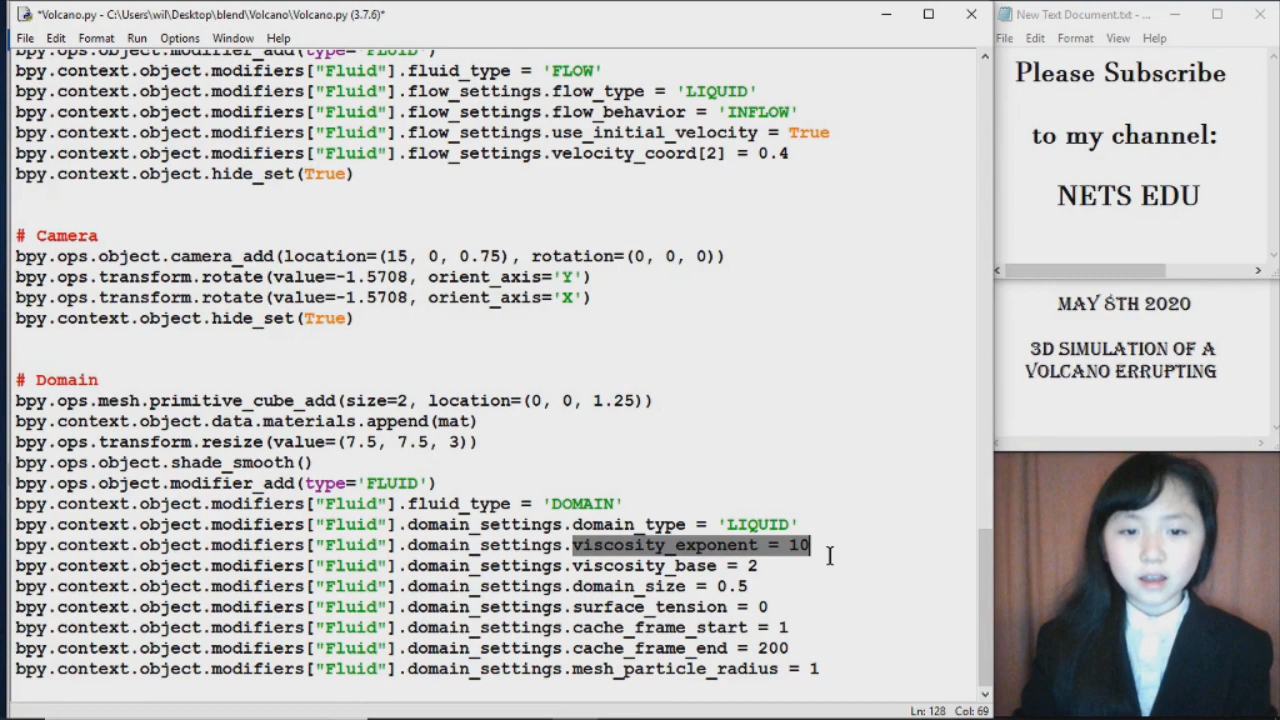 *Volcano.py - C:\Users\wil\Desktop\blend\Volcano\Volcano.py (3.7.6)*
File Edit Format Run Options Window Help
bpy.ops.object.modifier_add(type='FLUID')
bpy.context.object.modifiers["Fluid"].fluid_type = 'FLOW'
bpy.context.object.modifiers["Fluid"].flow_settings.flow_type = 'LIQUID'
bpy.context.object.modifiers["Fluid"].flow_settings.flow_behavior = 'INFLOW'
bpy.context.object.modifiers["Fluid"].flow_settings.use_initial_velocity = True
bpy.context.object.modifiers["Fluid"].flow_settings.velocity_coord[2] = 0.4
bpy.context.object.hide_set(True)
# Camera
bpy.ops.object.camera_add(location=(15, 0, 0.75), rotation=(0, 0, 0))
bpy.ops.transform.rotate(value=-1.5708, orient_axis='Y')
bpy.ops.transform.rotate(value=-1.5708, orient_axis='X')
bpy.context.object.hide_set(True)
# Domain
bpy.ops.mesh.primitive_cube_add(size=2, location=(0, 0, 1.25))
bpy.context.object.data.materials.append(mat)
bpy.ops.transform.resize(value=(7.5, 7.5, 3))
bpy.ops.object.shade_smooth()
bpy.ops.object.modifier_add(type='FLUID')
bpy.context.object.modifiers["Fluid"].fluid_type = 'DOMAIN'
bpy.context.object.modifiers["Fluid"].domain_settings.domain_type = 'LIQUID'
bpy.context.object.modifiers["Fluid"].domain_settings.viscosity_exponent = 10
bpy.context.object.modifiers["Fluid"].domain_settings.viscosity_base = 2
bpy.context.object.modifiers["Fluid"].domain_settings.domain_size = 0.5
bpy.context.object.modifiers["Fluid"].domain_settings.surface_tension = 0
bpy.context.object.modifiers["Fluid"].domain_settings.cache_frame_start = 1
bpy.context.object.modifiers["Fluid"].domain_settings.cache_frame_end = 200
bpy.context.object.modifiers["Fluid"].domain_settings.mesh_particle_radius = 1
Ln: 128 Col: 69
New Text Document.txt - ...
File Edit Format View Help
Please Subscribe
to my channel:
NETS EDU
MAY 8TH 2020
3D SIMULATION OF A
VOLCANO ERRUPTING